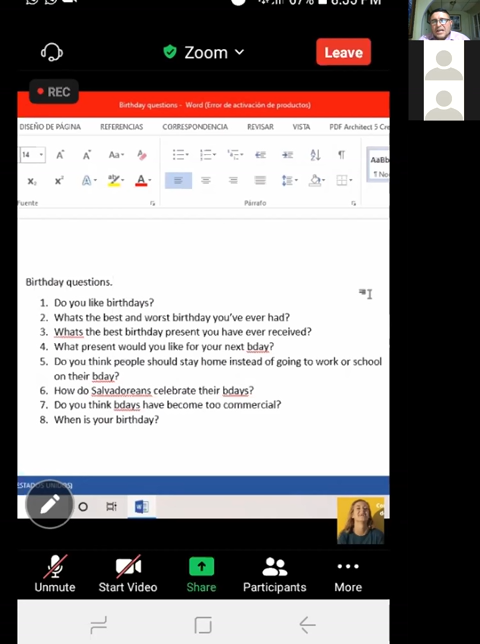 Zoom
Leave
REC
Birthday questions - Word (Error de activación de productos)
DISEÑO DE PÁGINA REFERENCIAS CORRESPONDENCIA REVISAR VISTA PDF Architect 5 Cre
14 A A Aa A
X₂ X² A aby A
AaBb
¶ No
Fuente Párrafo
Birthday questions.
1. Do you like birthdays?
2. Whats the best and worst birthday you've ever had?
3. Whats the best birthday present you have ever received?
4. What present would you like for your next bday?
5. Do you think people should stay home instead of going to work or school
on their bday?
6. How do Salvadoreans celebrate their bdays?
7. Do you think bdays have become too commercial?
8. When is your birthday?
Unmute Start Video Share Participants More